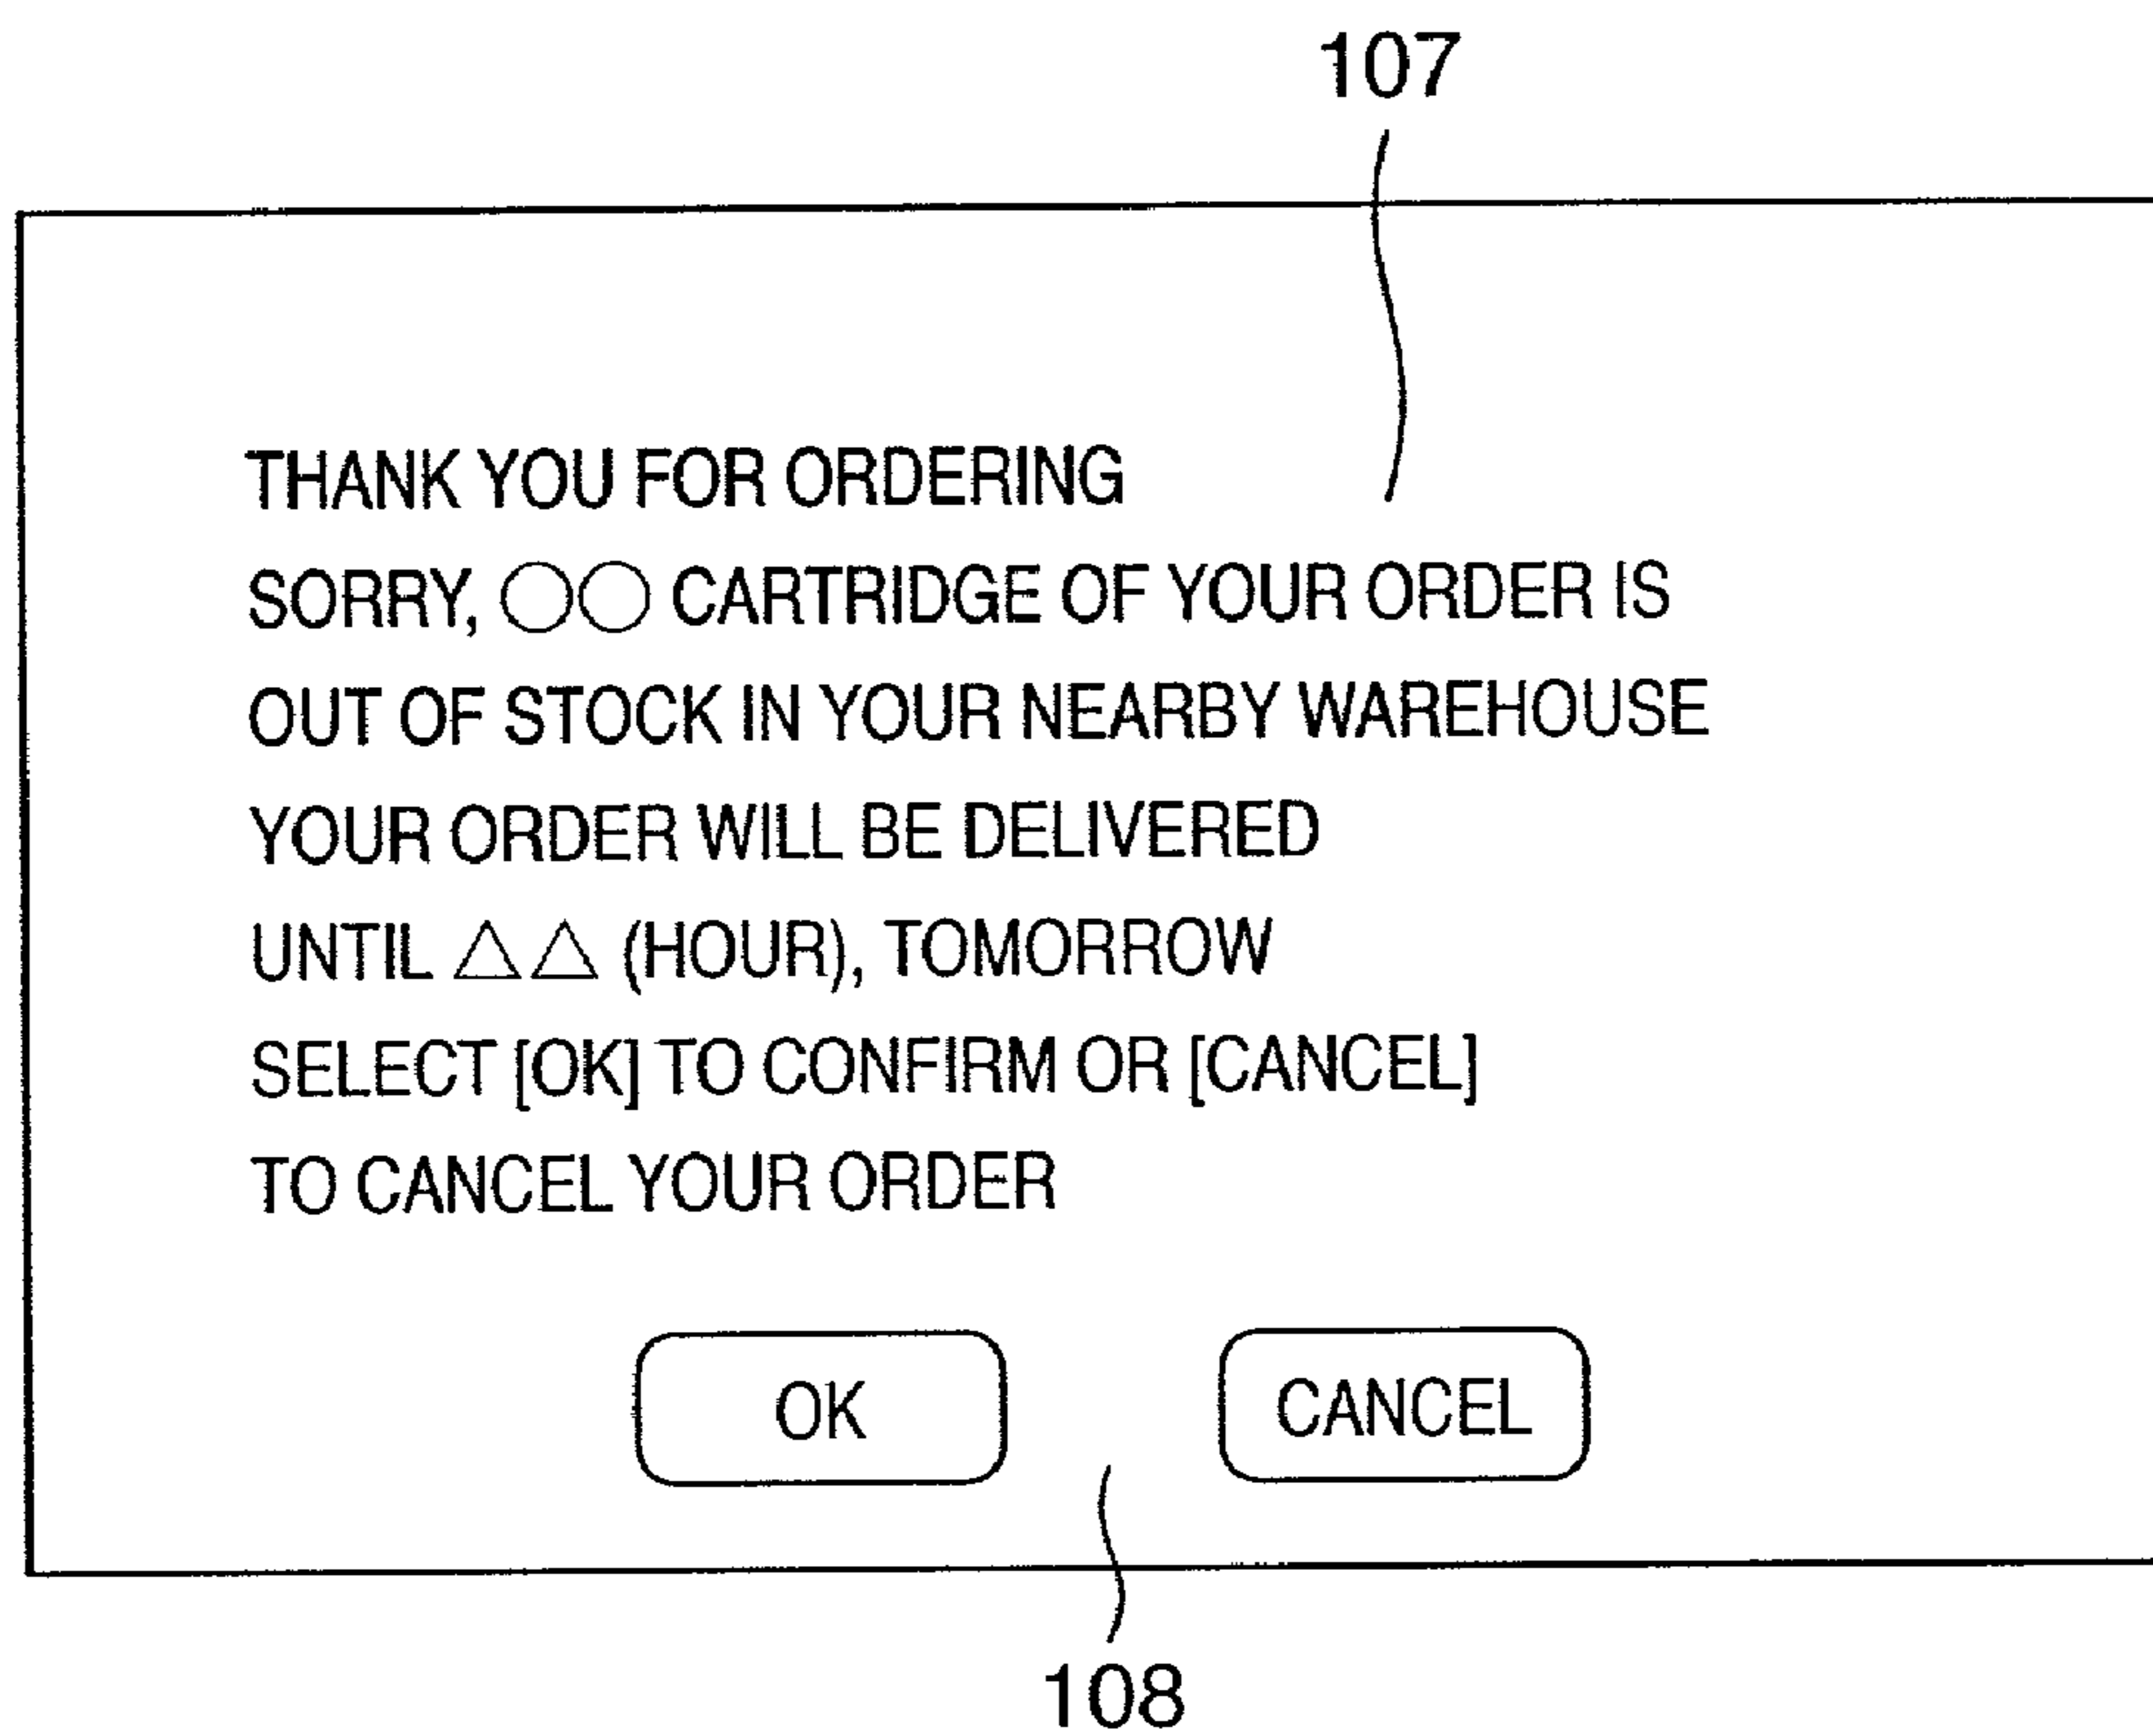 107
THANK YOU FOR ORDERING
SORRY, ○○ CARTRIDGE OF YOUR ORDER IS
OUT OF STOCK IN YOUR NEARBY WAREHOUSE
YOUR ORDER WILL BE DELIVERED
UNTIL △△ (HOUR), TOMORROW
SELECT [OK] TO CONFIRM OR [CANCEL]
TO CANCEL YOUR ORDER
OK CANCEL
108